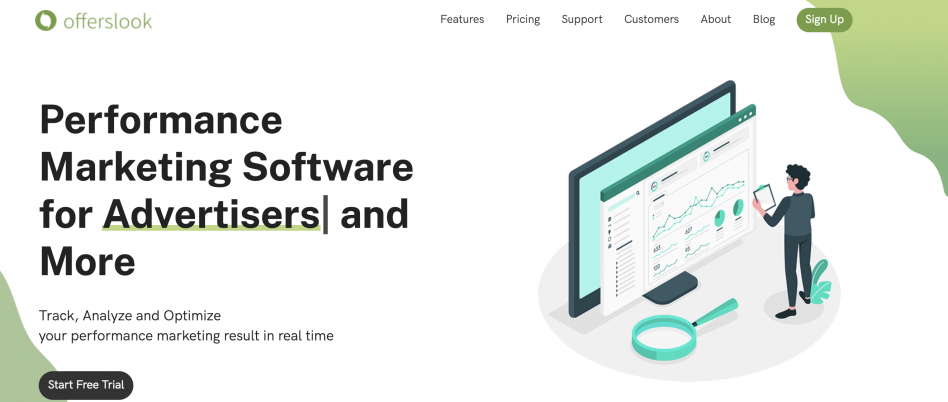 offerslook
Features Pricing Support Customers About Blog Sign Up
Performance
Marketing Software
for Advertisers| and
More
Track, Analyze and Optimize
your performance marketing result in real time
Start Free Trial